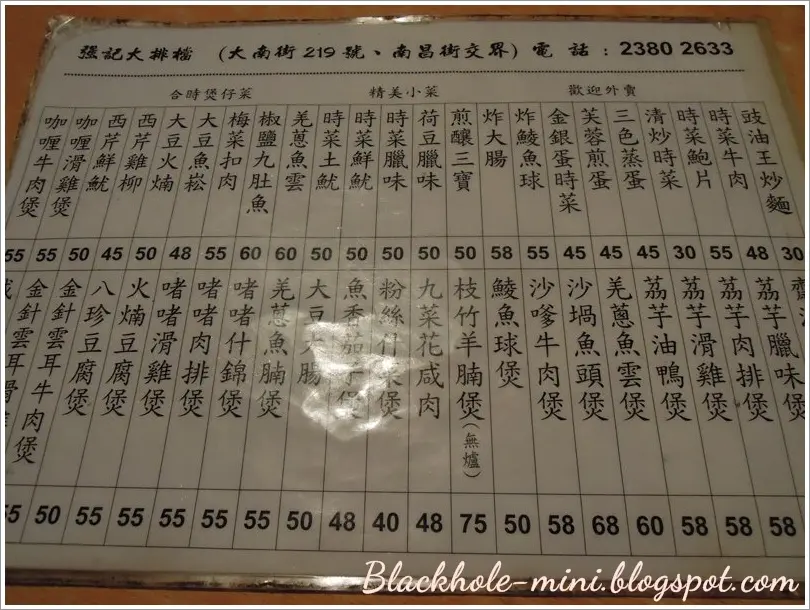 強記大排檔 (大南街219號、南昌街交界) 電話：2380 2633
合時煲仔菜 精美小菜 歡迎外賣
豉油王炒麵
時菜牛肉
時菜鮑片
清炒時菜
三色蒸蛋
芙蓉煎蛋
金銀蛋時菜
炸鯪魚球
炸大腸
煎釀三寶
荷豆臘味
時菜臘味
時菜鮮魷
時菜土魷
羌蔥魚雲
椒鹽九肚魚
梅菜扣肉
大豆魚崧
大豆火腩
西芹雞柳
西芹鮮魷
咖喱滑雞煲
咖喱牛肉煲
55 55 50 45 50 48 55 60 60 50 50 50 50 50 58 55 45 45 45 30 55 48 30
荔芋臘味煲
荔芋肉排煲
荔芋滑雞煲
荔芋油鴨煲
羌蔥魚雲煲
沙堝魚頭煲
沙嗲牛肉煲
鯪魚球煲
枝竹羊腩煲(無爐)
九菜花咸肉
粉絲什菜煲
魚香茄子煲
大豆大腸
羌蔥魚腩煲
啫啫什錦煲
啫啫肉排煲
啫啫滑雞煲
火腩豆腐煲
八珍豆腐煲
金針雲耳牛肉煲
55 50 55 55 55 55 50 48 40 48 75 50 58 68 60 58 58 58 58
Blackhole-mini.blogspot.com